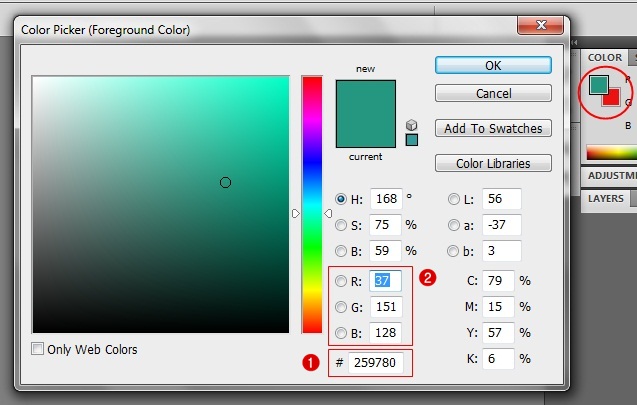 Color Picker (Foreground Color)
new
current
OK
Cancel
Add To Swatches
Color Libraries
H: 168 °
S: 75 %
B: 59 %
R: 37
G: 151
B: 128
# 259780
L: 56
a: -37
b: 3
C: 79 %
M: 15 %
Y: 57 %
K: 6 %
2
1
Only Web Colors
COLOR
R
G
B
ADJUSTM
LAYERS